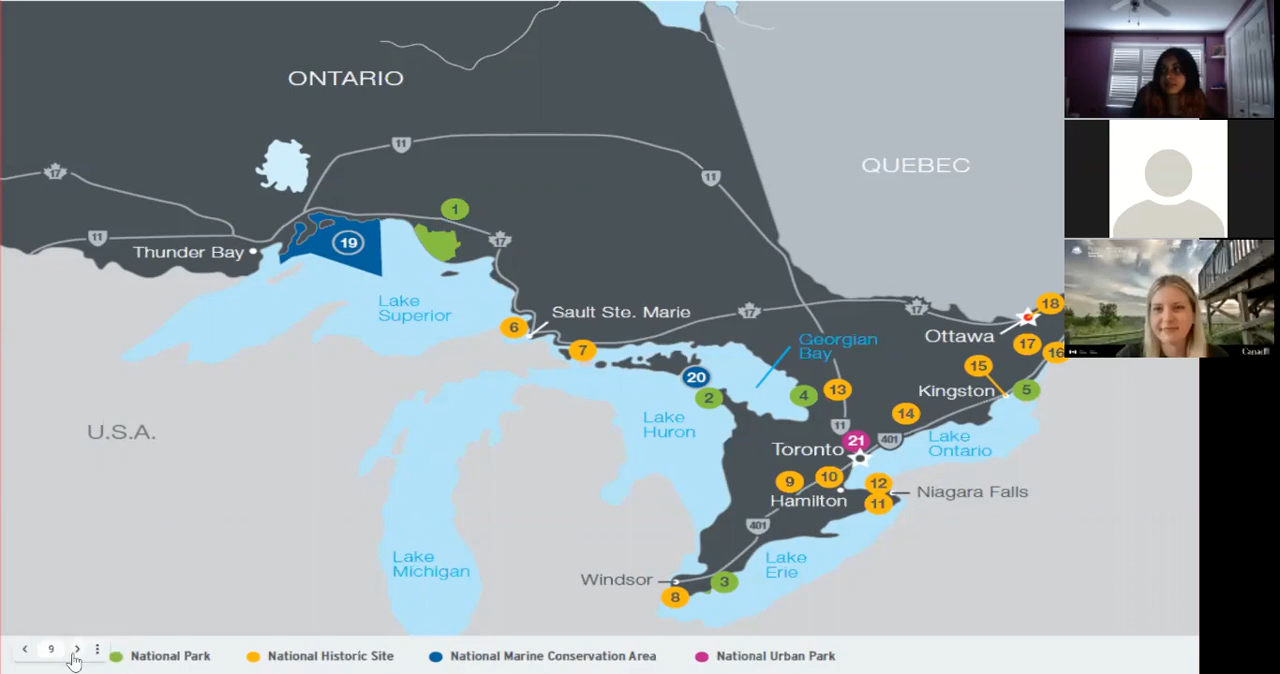 ONTARIO
QUEBEC
11
17
11
1
11
19
17
Thunder Bay
Lake
Superior
Sault Ste. Marie
6
7
17
17
18
Ottawa
17
16
Georgian
Bay
20
2
4
13
15
Kingston
5
Lake
Huron
14
11
21
401
Toronto
Lake
Ontario
U.S.A.
9
10
12
Hamilton
11
Niagara Falls
401
Lake
Michigan
Lake
Erie
Windsor
3
8
Canada
9
National Park
National Historic Site
National Marine Conservation Area
National Urban Park